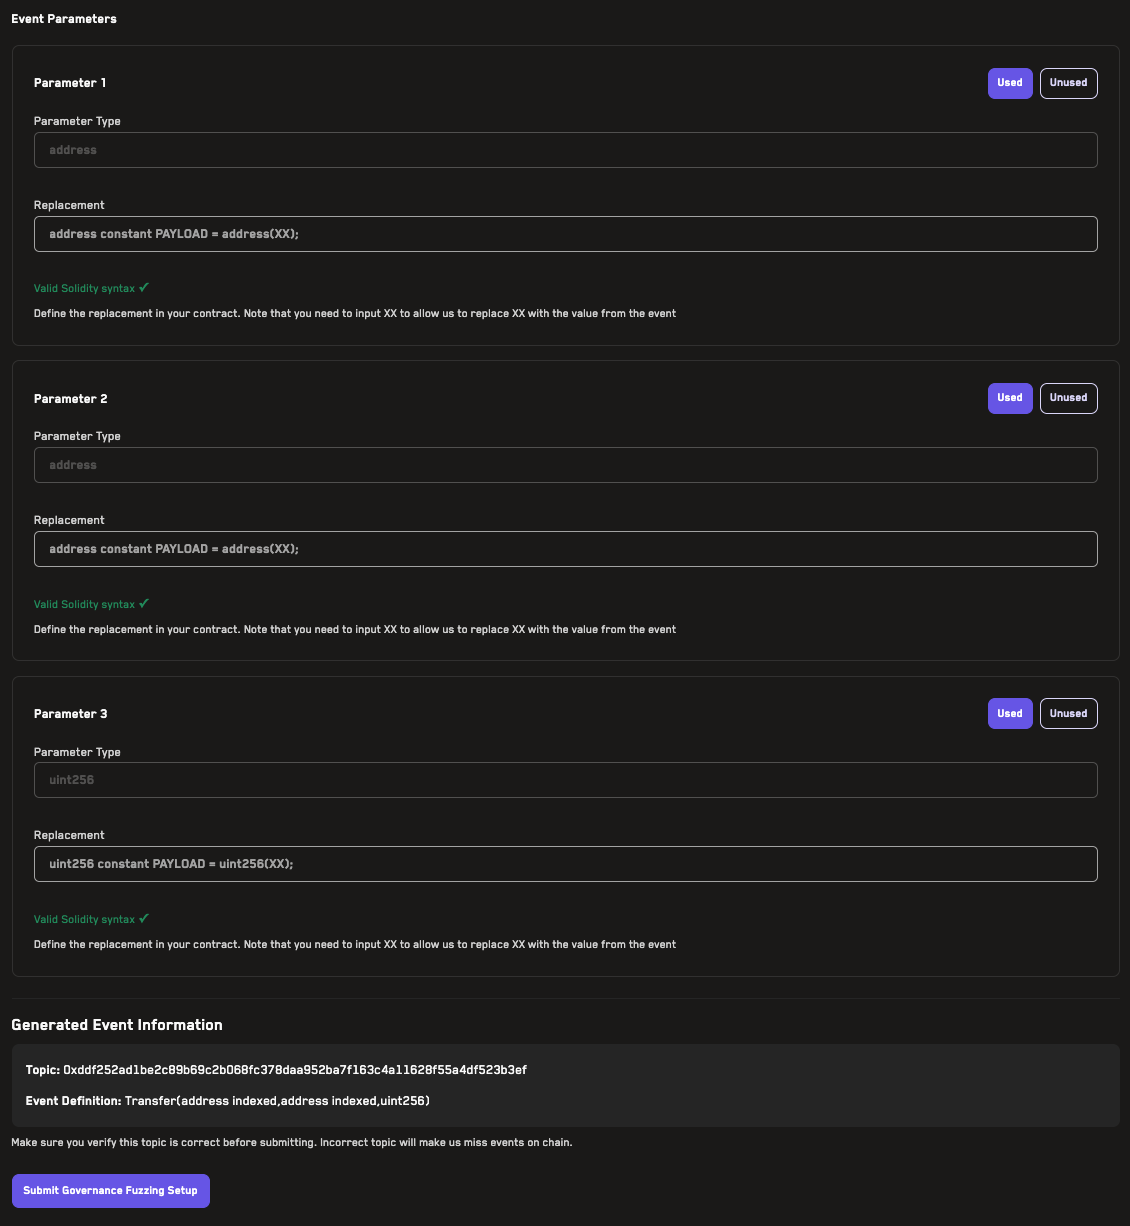 Event Parameters
Parameter 1
Used
Unused
Parameter Type
address
Replacement
address constant PAYLOAD = address(XX);
Valid Solidity syntax ✓
Define the replacement in your contract. Note that you need to input XX to allow us to replace XX with the value from the event
Parameter 2
Used
Unused
Parameter Type
address
Replacement
address constant PAYLOAD = address(XX);
Valid Solidity syntax ✓
Define the replacement in your contract. Note that you need to input XX to allow us to replace XX with the value from the event
Parameter 3
Used
Unused
Parameter Type
uint256
Replacement
uint256 constant PAYLOAD = uint256(XX);
Valid Solidity syntax ✓
Define the replacement in your contract. Note that you need to input XX to allow us to replace XX with the value from the event
Generated Event Information
Topic: 0xddf252ad1be2c89b69c2b068fc378daa952ba7f163c4a11628f55a4df523b3ef
Event Definition: Transfer(address indexed,address indexed,uint256)
Make sure you verify this topic is correct before submitting. Incorrect topic will make us miss events on chain.
Submit Governance Fuzzing Setup